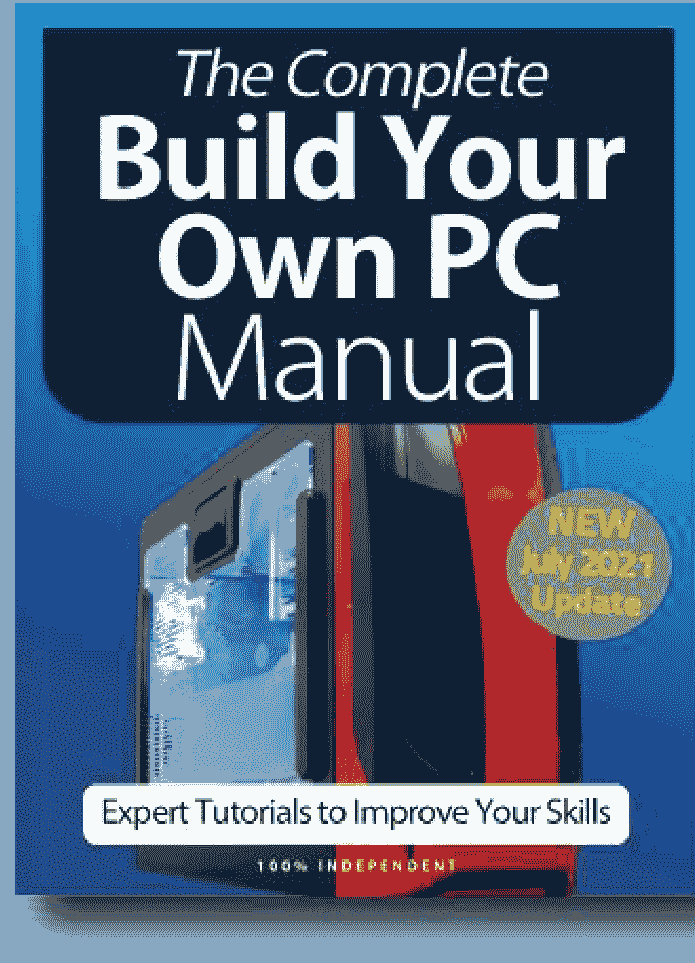 The Complete
Build Your
Own PC
Manual
NEW
July 2021
Update
Expert Tutorials to Improve Your Skills
100% INDEPENDENT